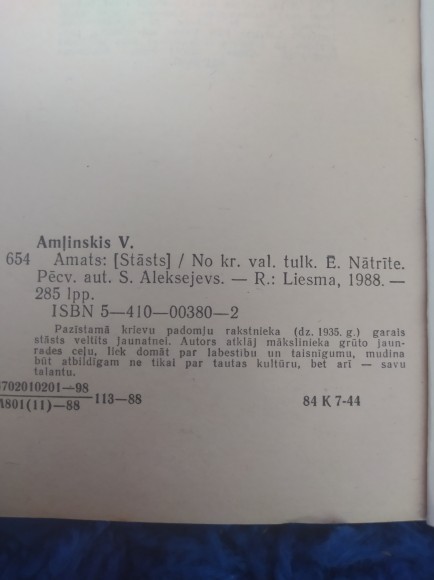 Amļinskis V.
654 Amats: [Stāsts] / No kr. val. tulk. Ē. Nātrīte.
Pēcv. aut. S. Aleksejevs. — R.: Liesma, 1988. —
285 lpp.
ISBN 5—410—00380—2
Pazīstamā krievu padomju rakstnieka (dz. 1935. g.) garais
stāsts veltīts jaunatnei. Autors atklāj mākslinieka grūto jaun-
rades ceļu, liek domāt par labestību un taisnīgumu, mudina
būt atbildīgam ne tikai par tautas kultūru, bet arī — savu
talantu.
4702010201—98
A801(11)—88
—113—88
84 K 7-44